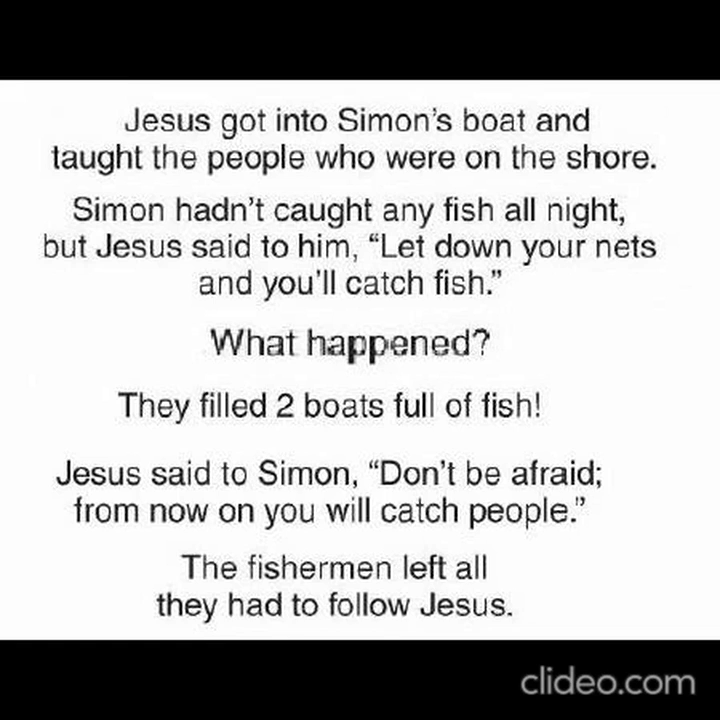 Jesus got into Simon's boat and
taught the people who were on the shore.
Simon hadn't caught any fish all night,
but Jesus said to him, “Let down your nets
and you'll catch fish.”
What happened?
They filled 2 boats full of fish!
Jesus said to Simon, “Don't be afraid;
from now on you will catch people.”
The fishermen left all
they had to follow Jesus.
clideo.com